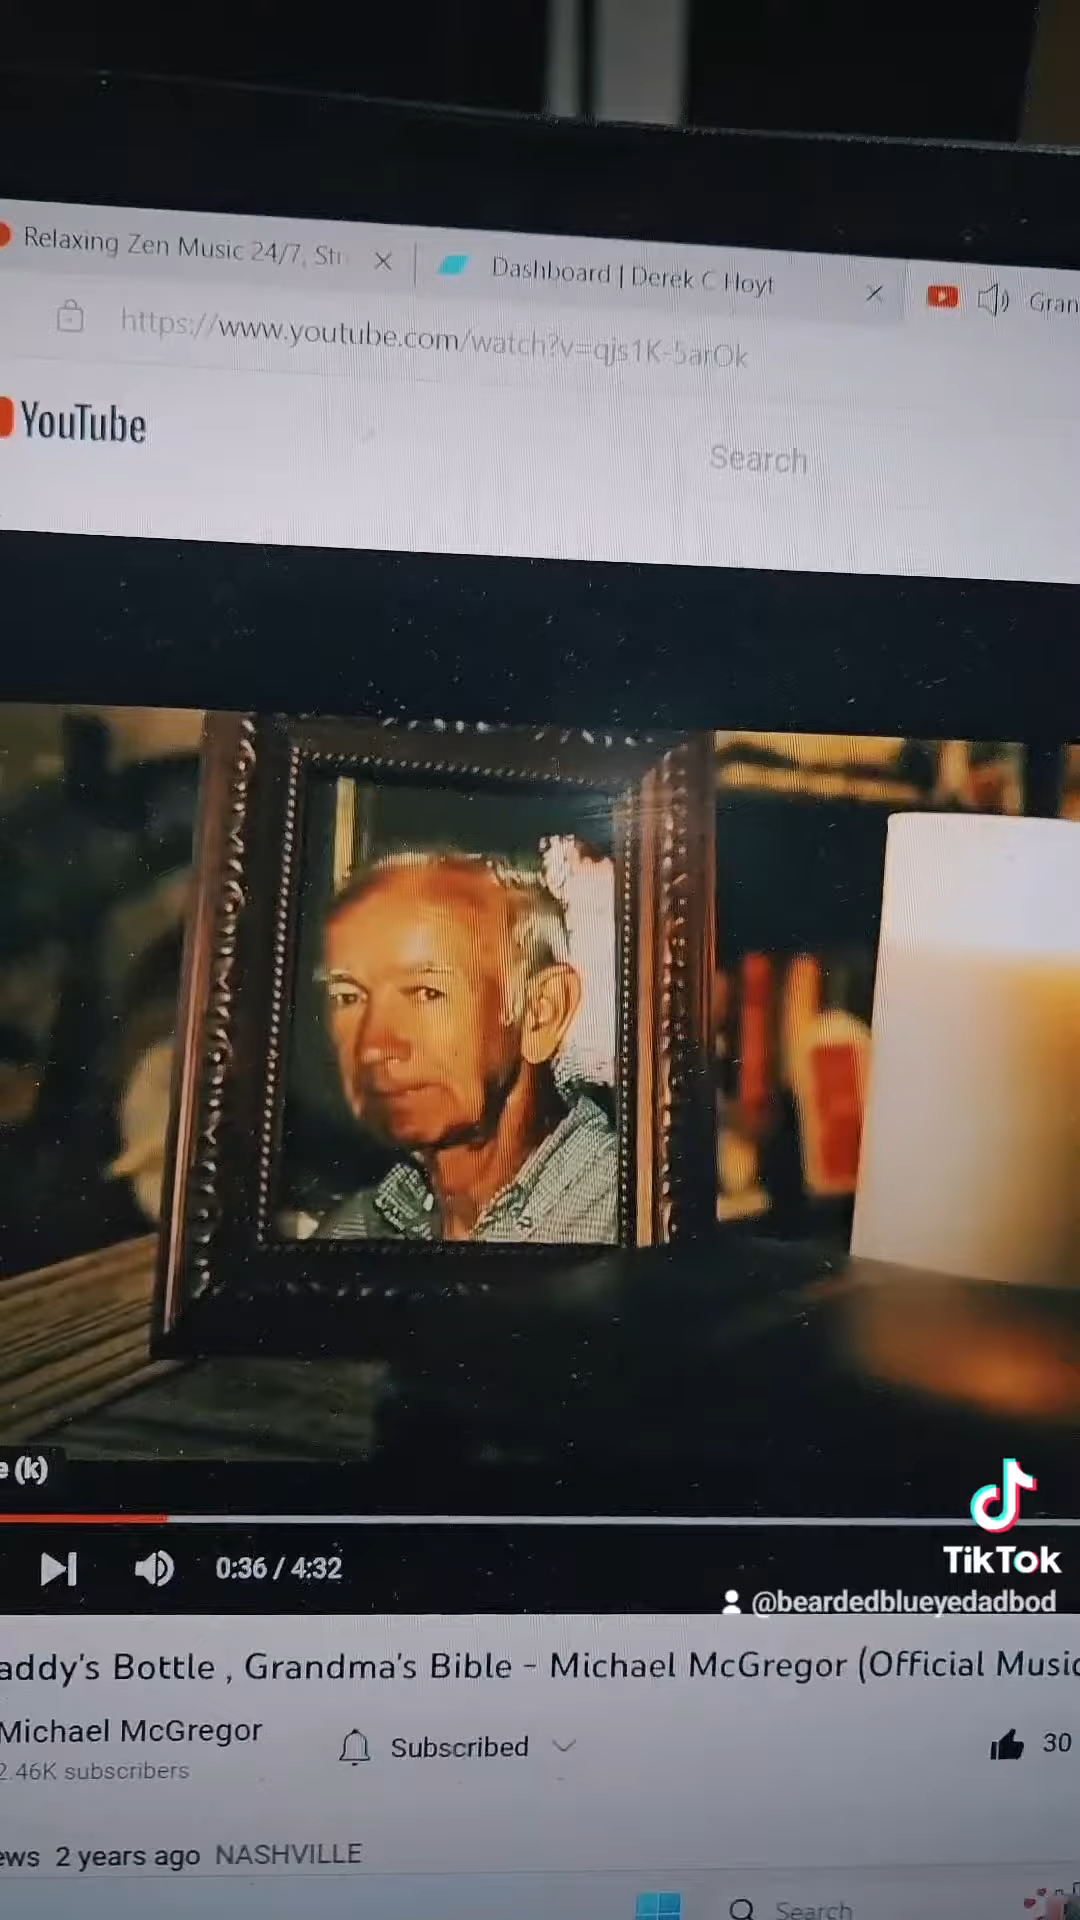 Relaxing Zen Music 24/7, Str
Dashboard | Derek C Hoyt
Gran
https://www.youtube.com/watch?v=qjs1K-5arOk
YouTube
Search
e (k)
0:36 / 4:32
TikTok
@beardedblueyedadbod
addy's Bottle , Grandma's Bible - Michael McGregor (Official Music
Michael McGregor
2.46K subscribers
Subscribed
30
ews 2 years ago NASHVILLE
Search